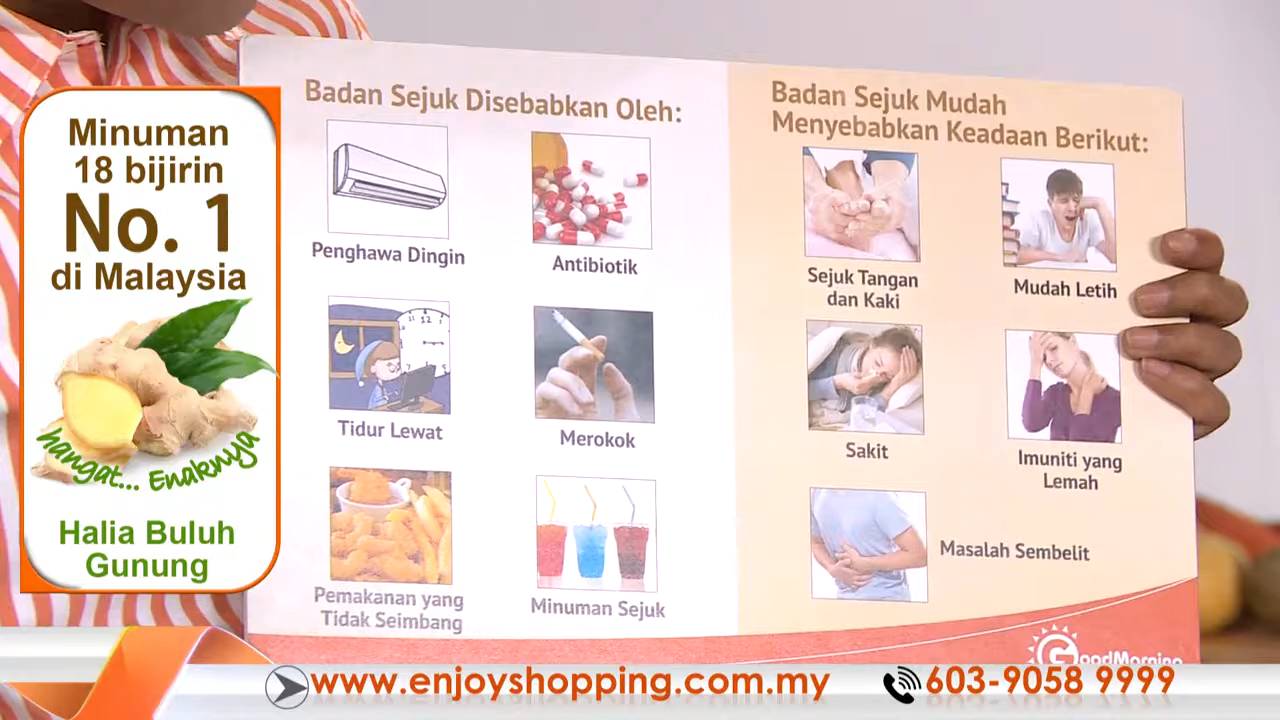 Minuman
18 bijirin
No. 1
di Malaysia
hangat... Enaknya
Halia Buluh
Gunung
Badan Sejuk Disebabkan Oleh:
Penghawa Dingin
Antibiotik
Tidur Lewat
Merokok
Pemakanan yang
Tidak Seimbang
Minuman Sejuk
Badan Sejuk Mudah
Menyebabkan Keadaan Berikut:
Sejuk Tangan
dan Kaki
Mudah Letih
Sakit
Imuniti yang
Lemah
Masalah Sembelit
GoodMorning
www.enjoyshopping.com.my
603-9058 9999